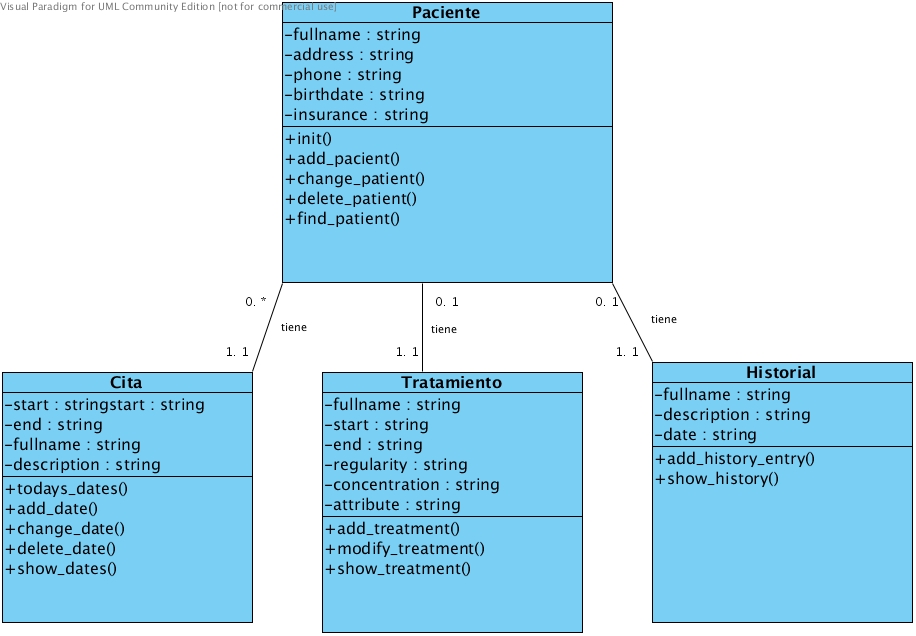 Visual Paradigm for UML Community Edition [not for commercial use]
Paciente
-fullname : string
-address : string
-phone : string
-birthdate : string
-insurance : string
+init()
+add_pacient()
+change_patient()
+delete_patient()
+find_patient()
0. *
0. 1
0. 1
tiene
tiene
tiene
1. 1
1. 1
1. 1
Cita
-start : stringstart : string
-end : string
-fullname : string
-description : string
+todays_dates()
+add_date()
+change_date()
+delete_date()
+show_dates()
Tratamiento
-fullname : string
-start : string
-end : string
-regularity : string
-concentration : string
-attribute : string
+add_treatment()
+modify_treatment()
+show_treatment()
Historial
-fullname : string
-description : string
-date : string
+add_history_entry()
+show_history()